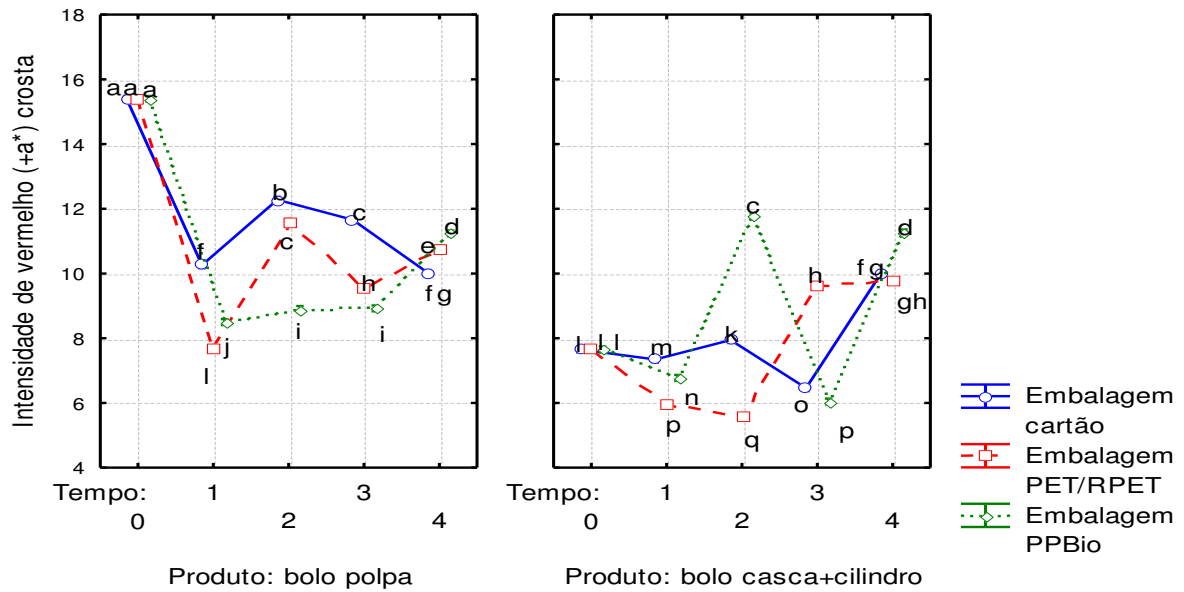 Intensidade de vermelho (+a*) crosta
18
16
14
12
10
8
6
4
a a a
f
l
j
b
c
i
c
h
i
e
d
f g
l l l
m
p
n
k
q
c
o
h
p
f g
gh
d
Tempo: 1 3
0 2 4
Produto: bolo polpa
Tempo: 1 3
0 2 4
Produto: bolo casca+cilindro
Embalagem
cartão
Embalagem
PET/RPET
Embalagem
PPBio